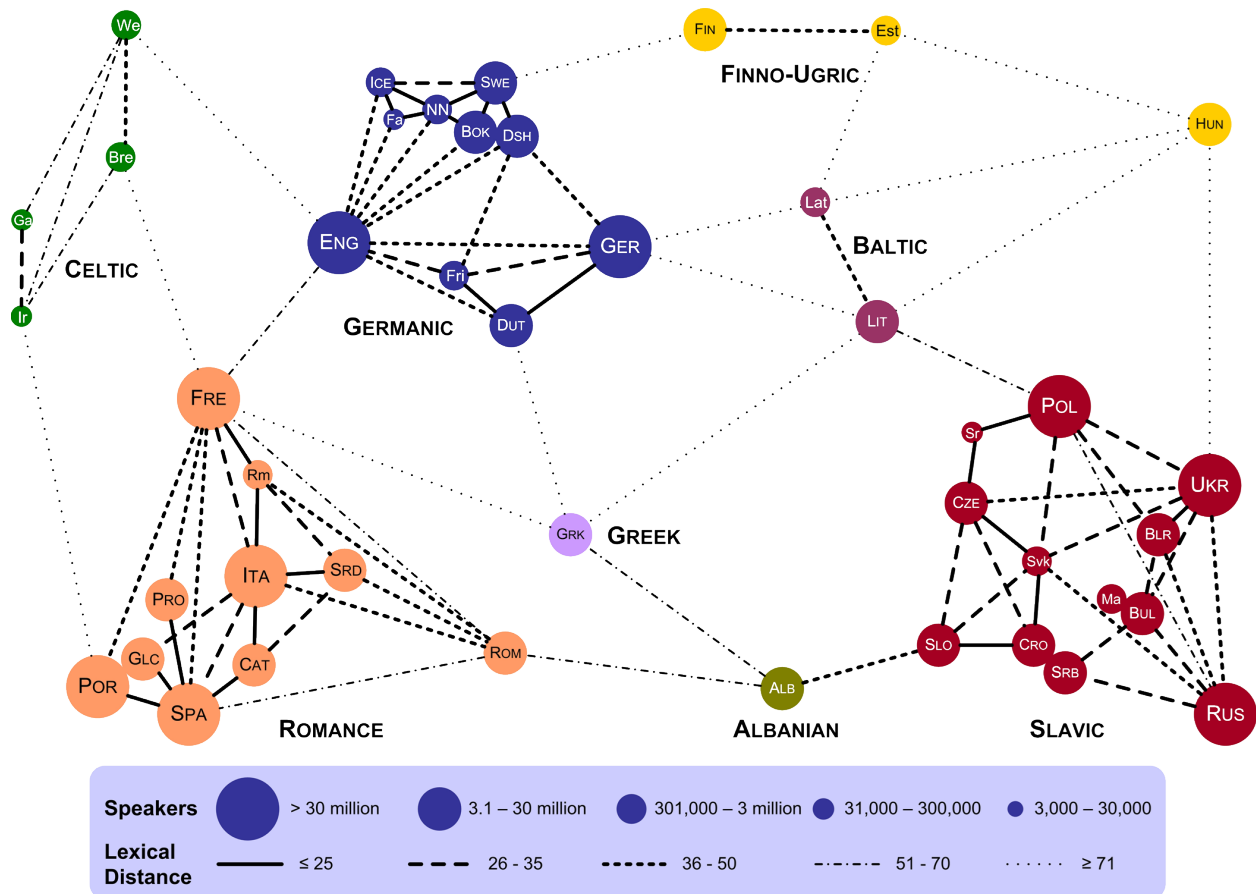 We
FIN
Est
FINNO-UGRIC
ICE
SWE
Fa
NN
BOK
DSH
HUN
Bre
Ga
Lat
ENG
GER
BALTIC
CELTIC
Fri
Ir
GERMANIC
DUT
LIT
FRE
POL
Sr
Rm
UKR
CZE
GRK
GREEK
BLR
ITA
SRD
Svk
PRO
Ma
BUL
GLC
CAT
ROM
SLO
CRO
SRB
POR
SPA
ALB
RUS
ROMANCE
ALBANIAN
SLAVIC
Speakers > 30 million 3.1 – 30 million 301,000 – 3 million 31,000 – 300,000 3,000 – 30,000
Lexical
Distance ≤ 25 26 - 35 36 - 50 51 - 70 ≥ 71